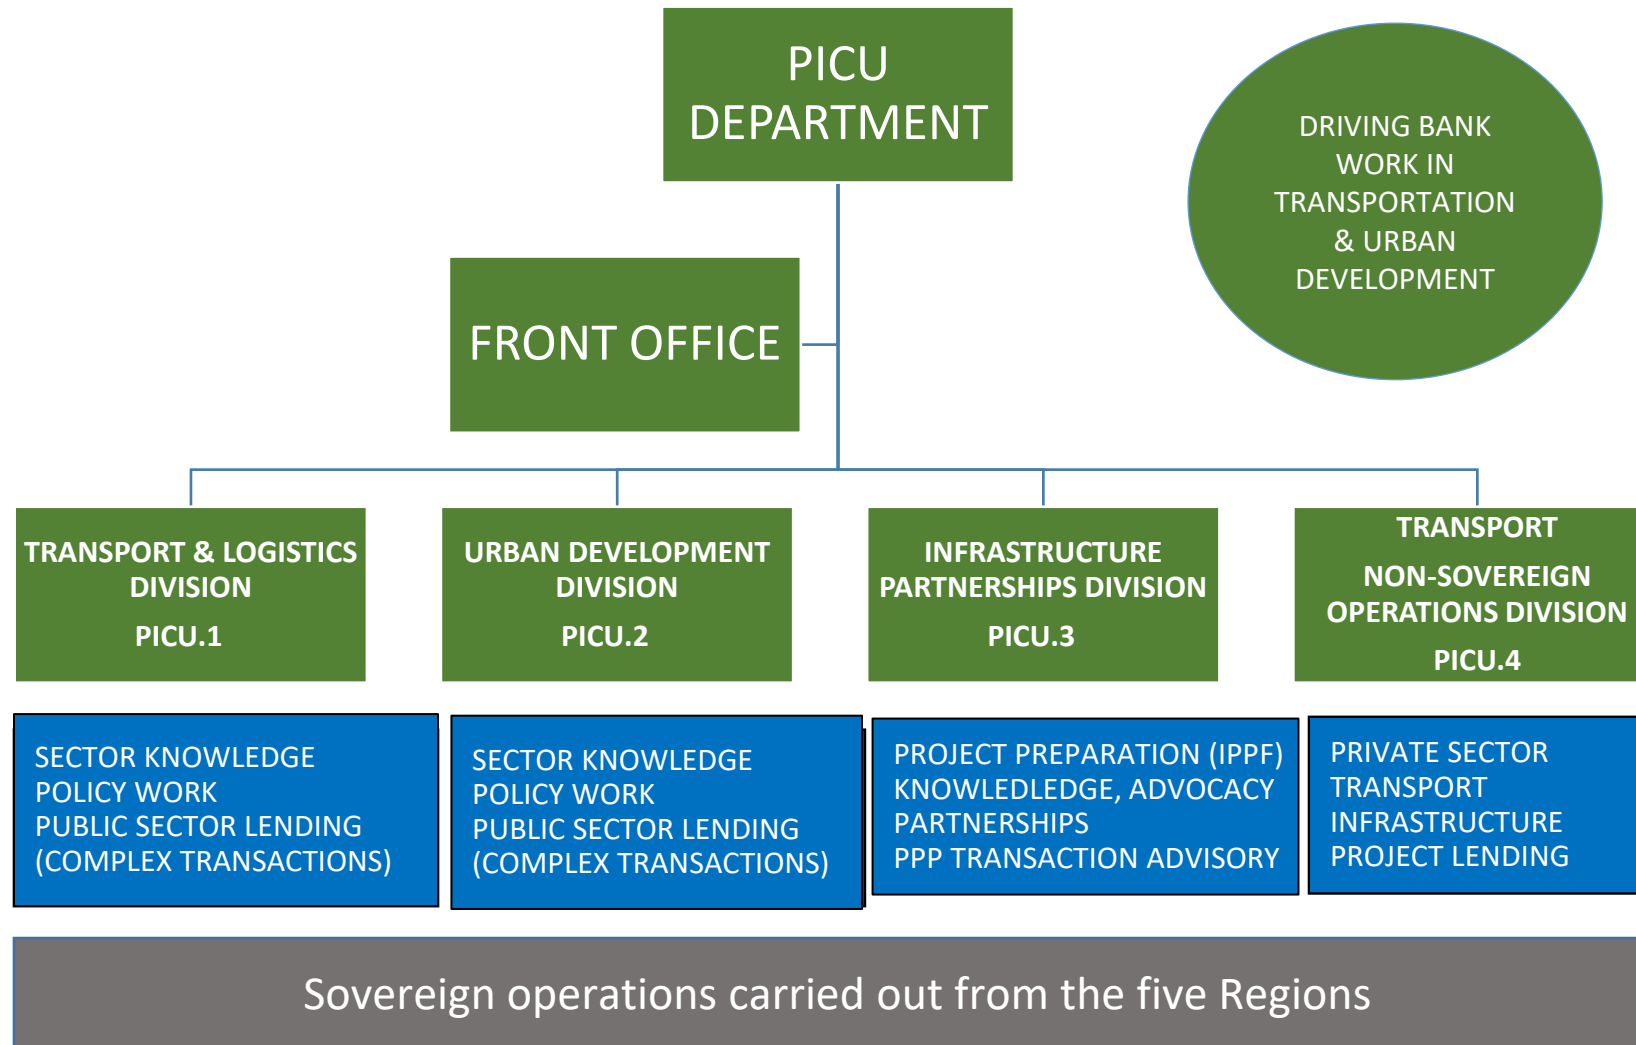 PICU
DEPARTMENT
DRIVING BANK
WORK IN
TRANSPORTATION
& URBAN
DEVELOPMENT
FRONT OFFICE
TRANSPORT & LOGISTICS
DIVISION
PICU.1
URBAN DEVELOPMENT
DIVISION
PICU.2
INFRASTRUCTURE
PARTNERSHIPS DIVISION
PICU.3
TRANSPORT
NON-SOVEREIGN
OPERATIONS DIVISION
PICU.4
SECTOR KNOWLEDGE
POLICY WORK
PUBLIC SECTOR LENDING
(COMPLEX TRANSACTIONS)
SECTOR KNOWLEDGE
POLICY WORK
PUBLIC SECTOR LENDING
(COMPLEX TRANSACTIONS)
PROJECT PREPARATION (IPPF)
KNOWLEDLEDGE, ADVOCACY
PARTNERSHIPS
PPP TRANSACTION ADVISORY
PRIVATE SECTOR
TRANSPORT
INFRASTRUCTURE
PROJECT LENDING
Sovereign operations carried out from the five Regions